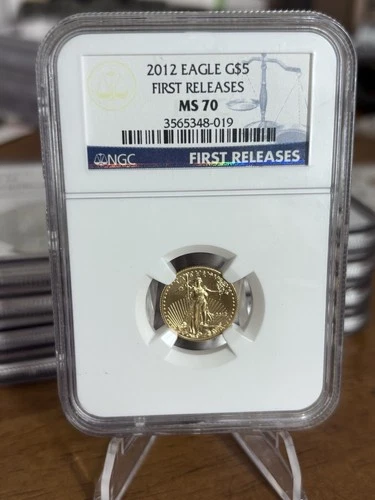 2012 EAGLE G$5
FIRST RELEASES
MS 70
3565348-019
NGC FIRST RELEASES